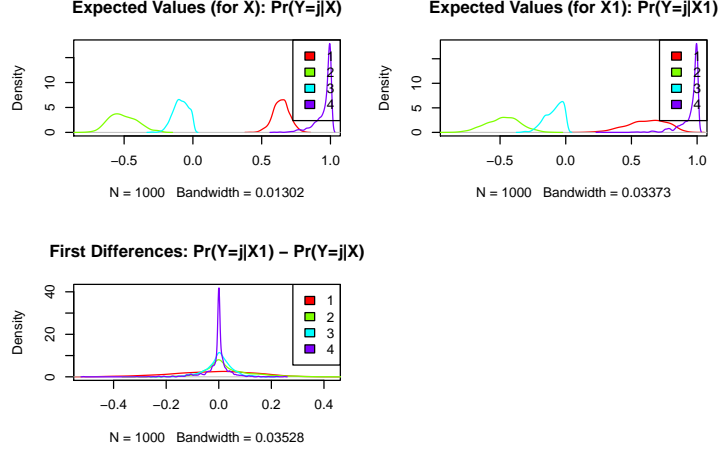 Expected Values (for X): Pr(Y=j|X)
Density
0 5 15
1
2
3
4
−0.5 0.0 0.5 1.0
N = 1000 Bandwidth = 0.01302
Expected Values (for X1): Pr(Y=j|X1)
Density
0 5 15
1
2
3
4
−0.5 0.0 0.5 1.0
N = 1000 Bandwidth = 0.03373
First Differences: Pr(Y=j|X1) − Pr(Y=j|X)
Density
0 20 40
1
2
3
4
−0.4 −0.2 0.0 0.2 0.4
N = 1000 Bandwidth = 0.03528